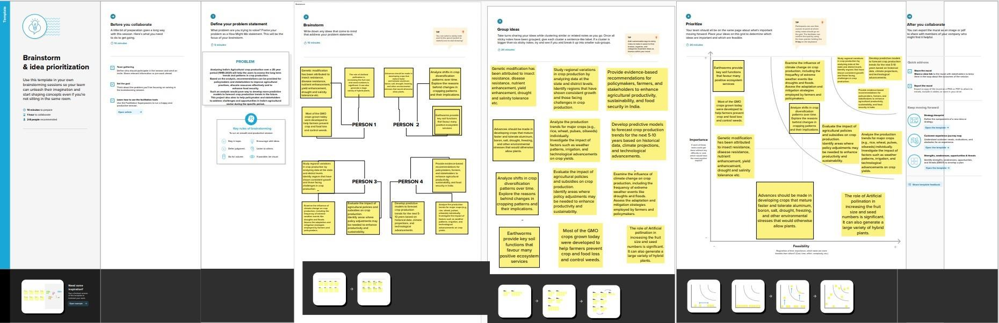 Template
Brainstorm
& idea prioritization
Use this template in your own
brainstorming sessions so your team
can unleash their imagination and
start shaping concepts even if you're
not sitting in the same room.
10 minutes to prepare
1 hour to collaborate
2-8 people recommended
Need some
inspiration?
See a finished version
of this template to
kickstart your work.
Open example
Before you collaborate
A little bit of preparation goes a long way
with this session. Here's what you need
to do to get going.
10 minutes
Team gathering
Define who should participate in the session and send an
invite. Share relevant information or pre-work ahead
Set the goal
Think about the problem you'll be focusing on solving in
the brainstorming session.
Learn how to use the facilitation tools
Use the Facilitation Superpowers to run a happy and
productive session.
Open article
1
Define your problem statement
What problem are you trying to solve? Frame your
problem as a How Might We statement. This will be the
focus of your brainstorm.
5 minutes
PROBLEM
Analysing India's Agricultural crop production over a 25 year
period (1995-2021) will help the users to assess the long term
trends and patterns in crop production.
Based on the analysis, recommendations can be provided for
policymakers and stakeholders to improve agricultural
practices, allocate resources effectively and to
enhance food security.
Such an analysis would pave way to develop more predictive
models to forecast crop production trends in the future.
This project also aims to help policymakers and stakeholders
to address challenges and opportunities in India's agricultural
sector during the specific period.
Key rules of brainstorming
To run an smooth and productive session
Stay in topic.
Encourage wild ideas.
Defer judgment.
Listen to others.
Go for volume.
If possible, be visual.
Brainstorm
2
Brainstorm
Write down any ideas that come to mind
that address your problem statement.
10 minutes
TIP
You can select a sticky note
and hit the pencil [switch to
sketch] icon to start drawing!
Genetic modification
has been attributed to
insect resistance,
disease resistance,
nutrient enhancement,
yield enhancement,
drought and salinity
tolerance etc.
The role of Artificial
pollination in
increasing the fruit size
and seed numbers is
significant. It can also
generate a large
variety of hybrid plants.
Advances should be made in
developing crops that
mature faster
and tolerate aluminum,
boron, salt, drought, freezing,
and other environmental
stresses that would otherwise
allow plants.
Analyze shifts in crop
diversification
patterns over time.
Explore the reasons
behind changes in
cropping patterns
and their implications.
Most of the GMO
crops grown today
were developed to
help farmers prevent
crop and food loss
and control weeds.
PERSON 1
PERSON 2
Earthworms provide
key soil functions
that favour many
positive ecosystem
services
Study regional variations
in crop production by
analyzing data at the state
and district levels.
Identify regions that have
shown consistent growth
and those facing
challenges in crop
production.
PERSON 3
PERSON 4
Provide evidence-based
recommendations for
policymakers, farmers,
and stakeholders to
enhance agricultural
productivity,
sustainability, and food
security in India.
Examine the influence of
climate change on crop
production, including the
frequency of extreme
weather events like
droughts and floods.
Assess the adaptation and
mitigation strategies
employed by farmers and
policymakers.
Evaluate the impact of
agricultural policies and
subsidies on crop
production.
Identify areas where
policy adjustments may
be needed to enhance
productivity and
sustainability.
Develop predictive
models to forecast crop
production
trends for the next 5-
10 years based on
historical data, climate
projections, and
technological
advancements.
Analyze the production
trends for major crops (e.g.,
rice, wheat, pulses,
oilseeds) individually.
Investigate the impact of
factors such as weather
patterns, irrigation, and
technological
advancements on crop
yields.
3
Group ideas
Take turns sharing your ideas while clustering similar or related notes as you go. Once all
sticky notes have been grouped, give each cluster a sentence-like label. If a cluster is
bigger than six sticky notes, try and see if you and break it up into smaller sub-groups.
20 minutes
TIP
Add customizable tags to sticky
notes to make it easier to find,
browse, organize, and
categorize important ideas as
themes within your mural.
Genetic modification has
been attributed to insect
resistance, disease
resistance, nutrient
enhancement, yield
enhancement, drought
and salinity tolerance
etc.
Study regional variations
in crop production by
analyzing data at the
state and district levels.
Identify regions that have
shown consistent growth
and those facing
challenges in crop
production.
Provide evidence-based
recommendations for
policymakers, farmers, and
stakeholders to enhance
agricultural productivity,
sustainability, and food
security in India.
Advances should be made in
developing crops that mature
faster and tolerate aluminum,
boron, salt, drought, freezing,
and other environmental
stresses that would otherwise
allow plants.
Analyze the production
trends for major crops (e.g.,
rice, wheat, pulses, oilseeds)
individually.
Investigate the impact of
factors such as weather
patterns, irrigation, and
technological advancements
on crop yields.
Develop predictive models
to forecast crop production
trends for the next 5-10
years based on historical
data, climate projections,
and technological
advancements.
Analyze shifts in crop
diversification
patterns over time.
Explore the reasons
behind changes in
cropping patterns and
their implications.
Evaluate the impact of
agricultural policies
and subsidies on crop
production.
Identify areas where
policy adjustments may
be needed to enhance
productivity and
sustainability.
Examine the influence of
climate change on crop
production, including the
frequency of extreme
weather events like
droughts and floods.
Assess the adaptation and
mitigation strategies
employed by farmers and
policymakers.
Earthworms
provide key soil
functions that
favour many
positive ecosystem
services
Most of the GMO
crops grown today
were developed to
help farmers prevent
crop and food loss
and control weeds.
The role of Artificial
pollination in
increasing the fruit
size and seed
numbers is significant.
It can also generate a
large variety of hybrid
plants.
4
Prioritize
Your team should all be on the same page about what's important
moving forward. Place your ideas on this grid to determine which
ideas are important and which are feasible.
20 minutes
TIP
Participants can use their
cursors to point at where
sticky notes should go on
the grid. The facilitator can
confirm the spot by using
the laser pointer holding the
H key on the keyboard.
Earthworms provide
key soil functions
that favour many
positive ecosystem
services
Most of the GMO
crops grown today
were developed to
help farmers prevent
crop and food loss
and control weeds.
Genetic modification
has been attributed
to insect resistance,
disease resistance,
nutrient
enhancement, yield
enhancement,
drought and salinity
tolerance etc.
Examine the influence of
climate change on crop
production, including the
frequency of extreme
weather events like
droughts and floods.
Assess the adaptation and
mitigation strategies
employed by farmers and
policymakers.
Analyze shifts in crop
diversification
patterns over time.
Explore the reasons
behind changes in
cropping patterns
and their implications.
Study regional variations
in crop production by
analyzing data at the
state and district levels.
Identify regions that have
shown consistent growth
and those facing
challenges in crop
production.
Develop predictive models
to forecast crop production
trends for the next 5-10
years based on historical
data, climate projections,
and technological
advancements.
Provide evidence-based
recommendations for
policymakers, farmers, and
stakeholders to enhance
agricultural productivity,
sustainability, and food
security in India.
Evaluate the impact of
agricultural policies and
subsidies on crop
production.
Identify areas where
policy adjustments may
be needed to enhance
productivity and
sustainability.
Analyze the production
trends for major crops
(e.g., rice, wheat, pulses,
oilseeds) individually.
Investigate the impact of
factors such as weather
patterns, irrigation, and
technological
advancements on crop
yields.
Advances should be made in
developing crops that mature
faster and tolerate aluminum,
boron, salt, drought, freezing,
and other environmental
stresses that would otherwise
allow plants.
The role of Artificial
pollination in
increasing the fruit
size and seed
numbers is significant.
It can also generate a
large variety of hybrid
plants.
Importance
If each of these
tasks could get
done without any
difficulty or cost,
which would have
the most positive
impact?
Feasibility
Regardless of their importance, which tasks are more
feasible than others? (Cost, time, effort, complexity, etc.)
After you collaborate
You can export the mural as an image or pdf
to share with members of your company who
might find it helpful.
Quick add-ons
Share the mural
Share a view link to the mural with stakeholders to keep
them in the loop about the outcomes of the session.
Export the mural
Export a copy of the mural as a PNG or PDF to attach to
emails, include in slides, or save in your drive.
Keep moving forward
Strategy blueprint
Define the components of a new idea or
strategy.
Open the template
Customer experience journey map
Understand customer needs, motivations, and
obstacles for an experience.
Open the template
Strengths, weaknesses, opportunities & threats
Identify strengths, weaknesses, opportunities,
and threats (SWOT) to develop a plan.
Open the template
Share template feedback